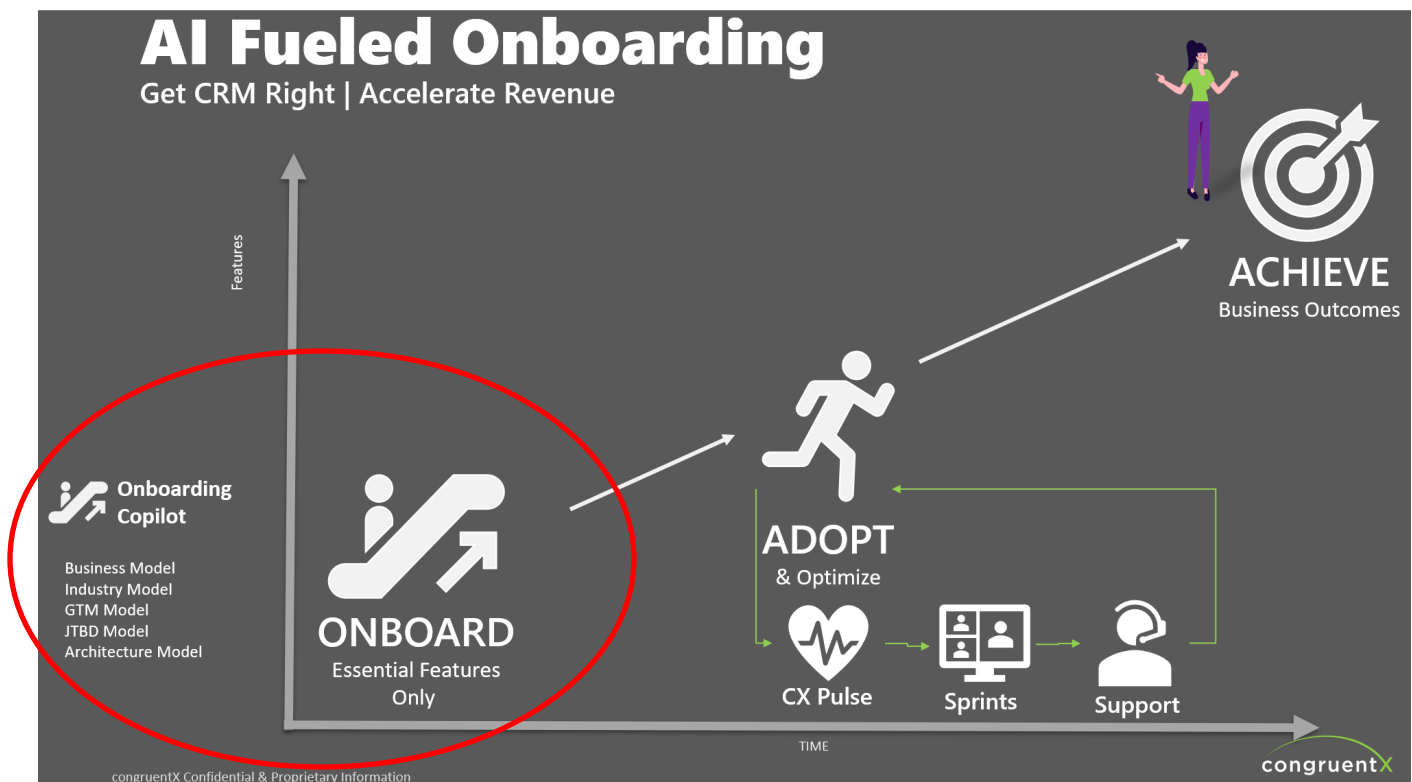 AI Fueled Onboarding
Get CRM Right | Accelerate Revenue
Features
ACHIEVE
Business Outcomes
Onboarding
Copilot
Business Model
Industry Model
GTM Model
JTBD Model
Architecture Model
ONBOARD
Essential Features
Only
ADOPT
& Optimize
CX Pulse
Sprints
Support
TIME
congruentX
congruentX Confidential & Proprietary Information